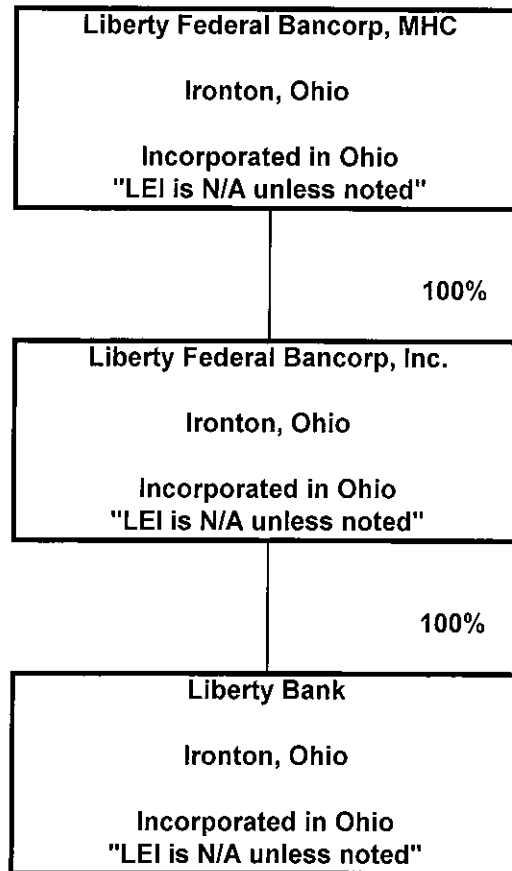 Liberty Federal Bancorp, MHC
Ironton, Ohio
Incorporated in Ohio
"LEI is N/A unless noted"
100%
Liberty Federal Bancorp, Inc.
Ironton, Ohio
Incorporated in Ohio
"LEI is N/A unless noted"
100%
Liberty Bank
Ironton, Ohio
Incorporated in Ohio
"LEI is N/A unless noted"